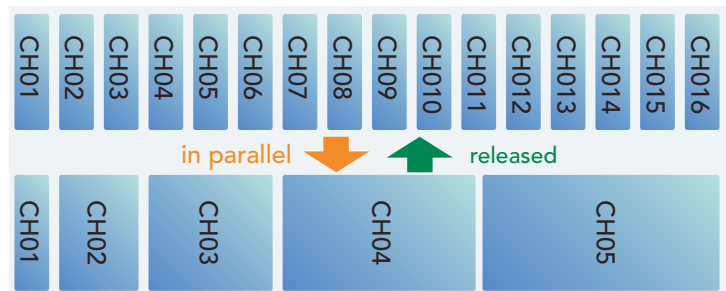 CH01
CH02
CH03
CH04
CH05
CH06
CH07
CH08
CH09
CH010
CH011
CH012
CH013
CH014
CH015
CH016
in parallel
released
CH01
CH02
CH03
CH04
CH05